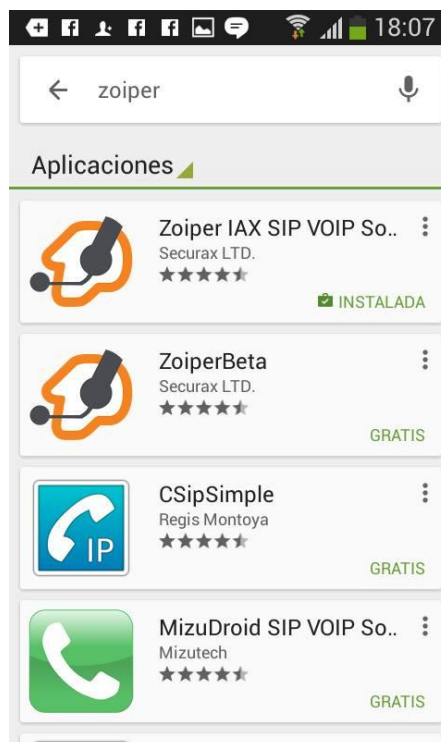 18:07
zoiper
Aplicaciones
Zoiper IAX SIP VOIP So..
Securax LTD.
INSTALADA
ZoiperBeta
Securax LTD.
GRATIS
CSipSimple
Regis Montoya
IP
GRATIS
MizuDroid SIP VOIP So..
Mizutech
GRATIS